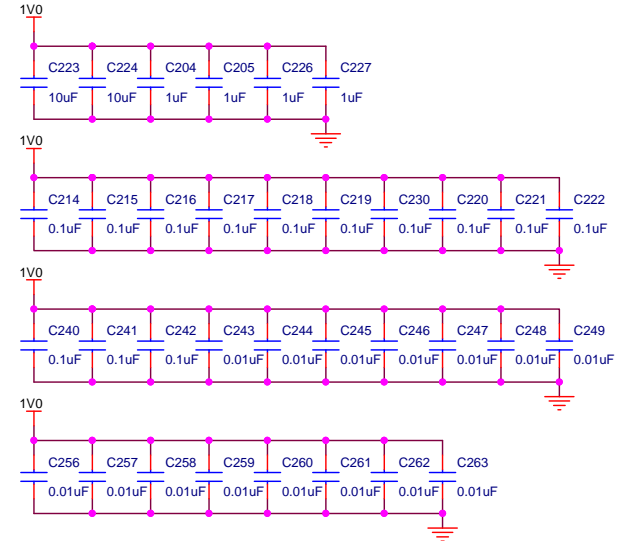 1V0
C223 C224 C204 C205 C226 C227
10uF 10uF 1uF 1uF 1uF 1uF
1V0
C214 C215 C216 C217 C218 C219 C230 C220 C221 C222
0.1uF 0.1uF 0.1uF 0.1uF 0.1uF 0.1uF 0.1uF 0.1uF 0.1uF 0.1uF
1V0
C240 C241 C242 C243 C244 C245 C246 C247 C248 C249
0.1uF 0.1uF 0.1uF 0.01uF 0.01uF 0.01uF 0.01uF 0.01uF 0.01uF 0.01uF
1V0
C256 C257 C258 C259 C260 C261 C262 C263
0.01uF 0.01uF 0.01uF 0.01uF 0.01uF 0.01uF 0.01uF 0.01uF